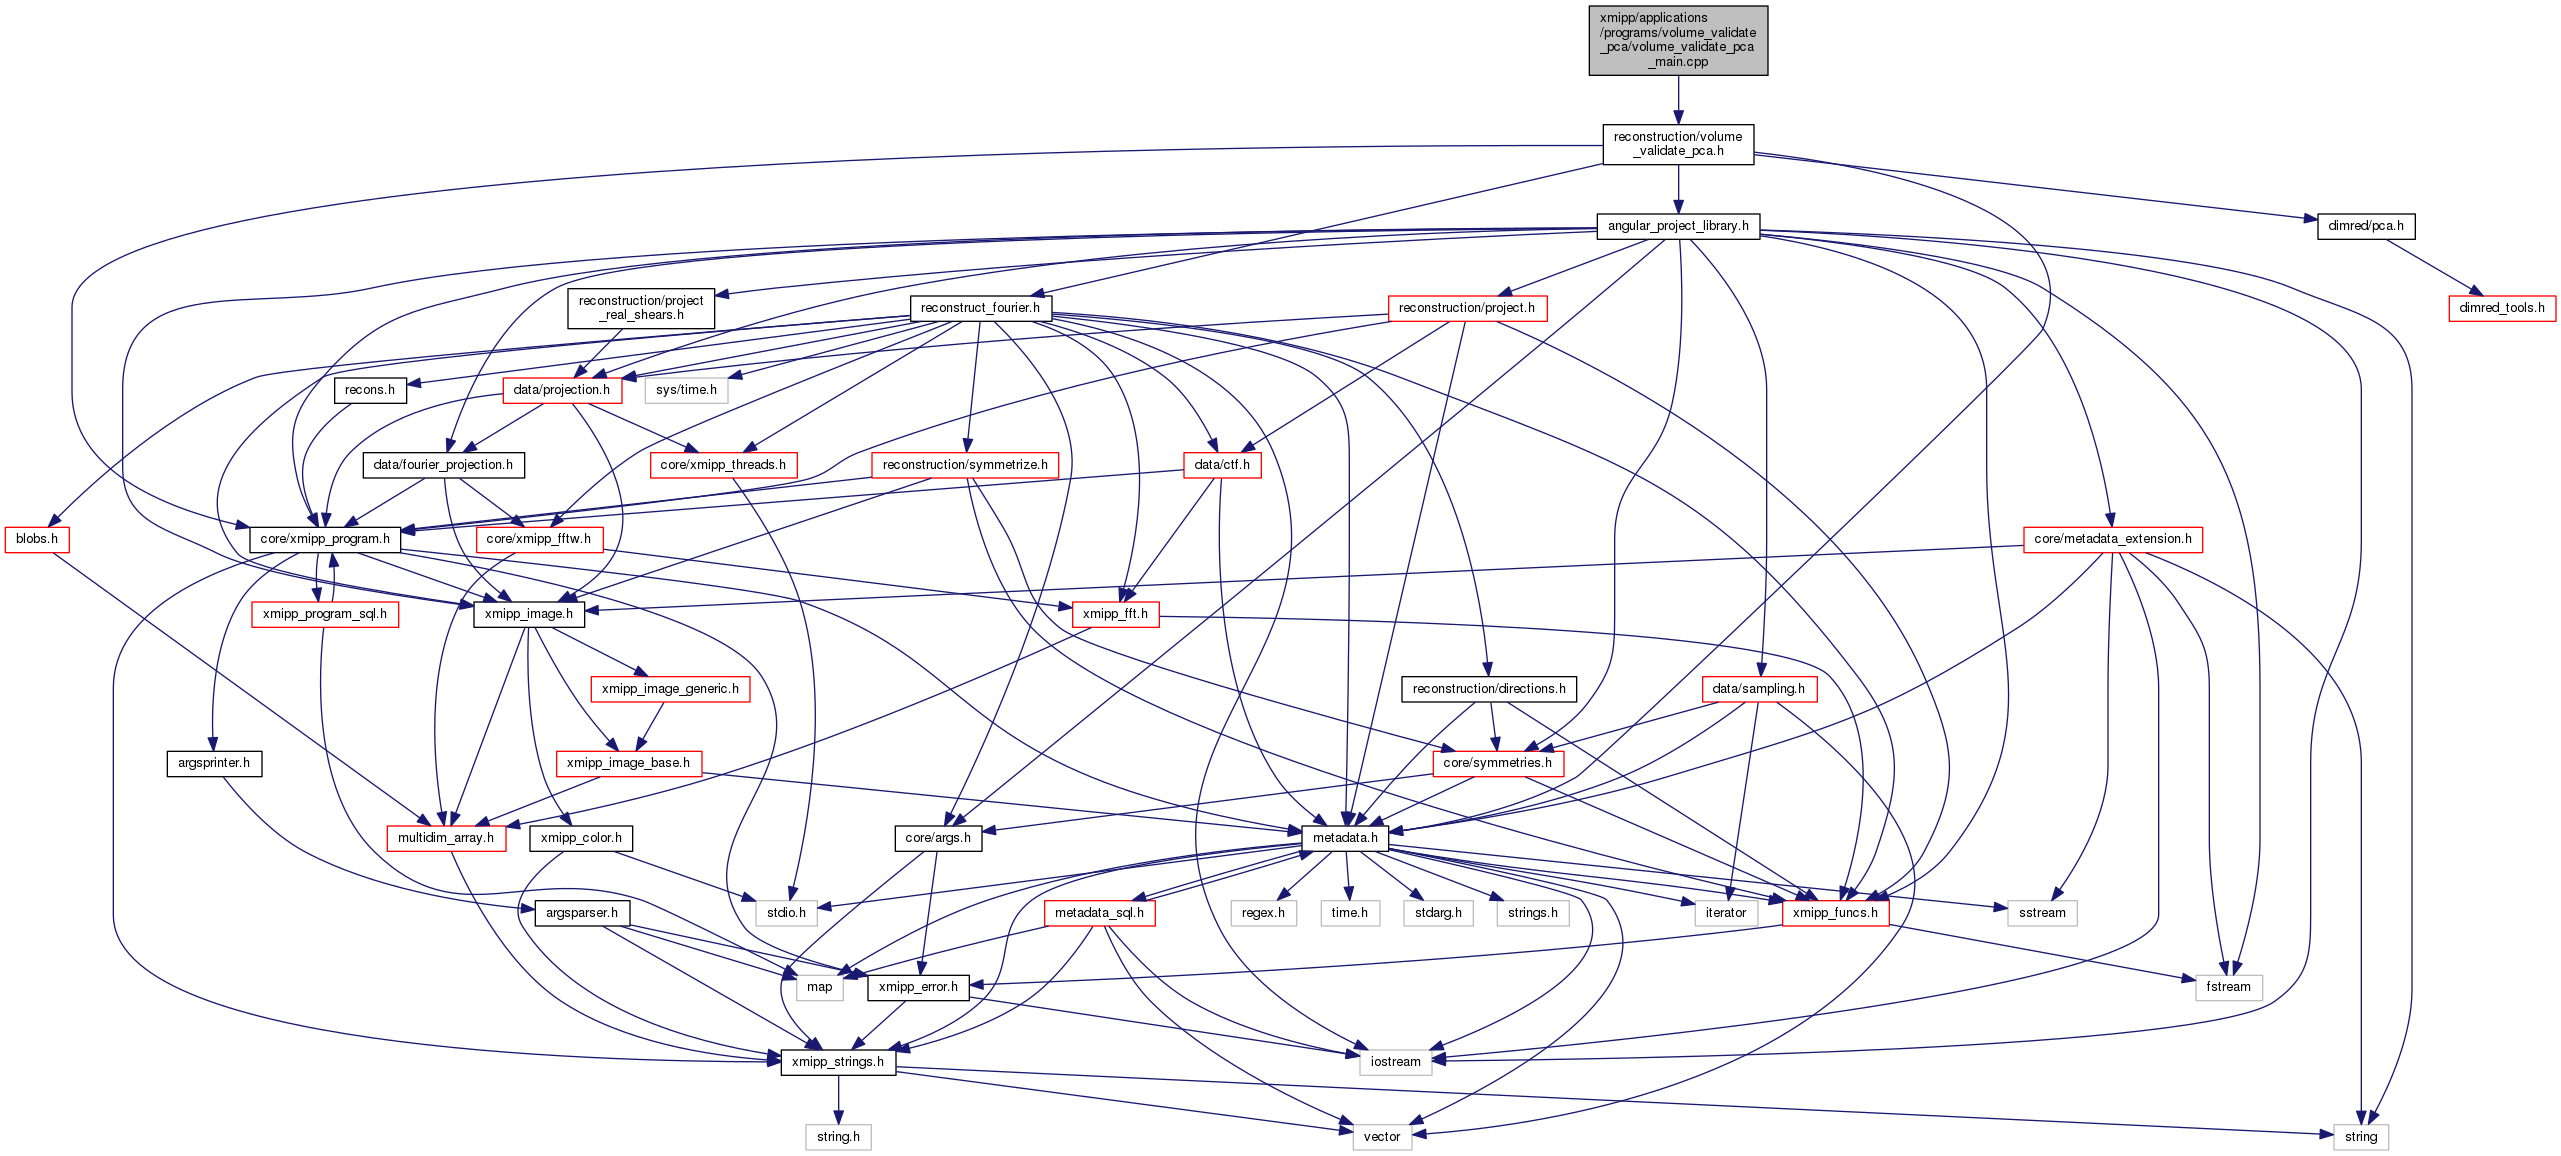 xmipp/applications
/programs/volume_validate
_pca/volume_validate_pca
_main.cpp
reconstruction/volume
_validate_pca.h
angular_project_library.h
dimred/pca.h
reconstruction/project
_real_shears.h
reconstruct_fourier.h
reconstruction/project.h
dimred_tools.h
recons.h
data/projection.h
sys/time.h
data/fourier_projection.h
core/xmipp_threads.h
reconstruction/symmetrize.h
data/ctf.h
blobs.h
core/xmipp_program.h
core/xmipp_fftw.h
core/metadata_extension.h
xmipp_program_sql.h
xmipp_image.h
xmipp_fft.h
xmipp_image_generic.h
reconstruction/directions.h
data/sampling.h
argsprinter.h
xmipp_image_base.h
core/symmetries.h
multidim_array.h
xmipp_color.h
core/args.h
metadata.h
argsparser.h
stdio.h
metadata_sql.h
regex.h
time.h
stdarg.h
strings.h
iterator
xmipp_funcs.h
sstream
map
xmipp_error.h
fstream
xmipp_strings.h
iostream
string.h
vector
string